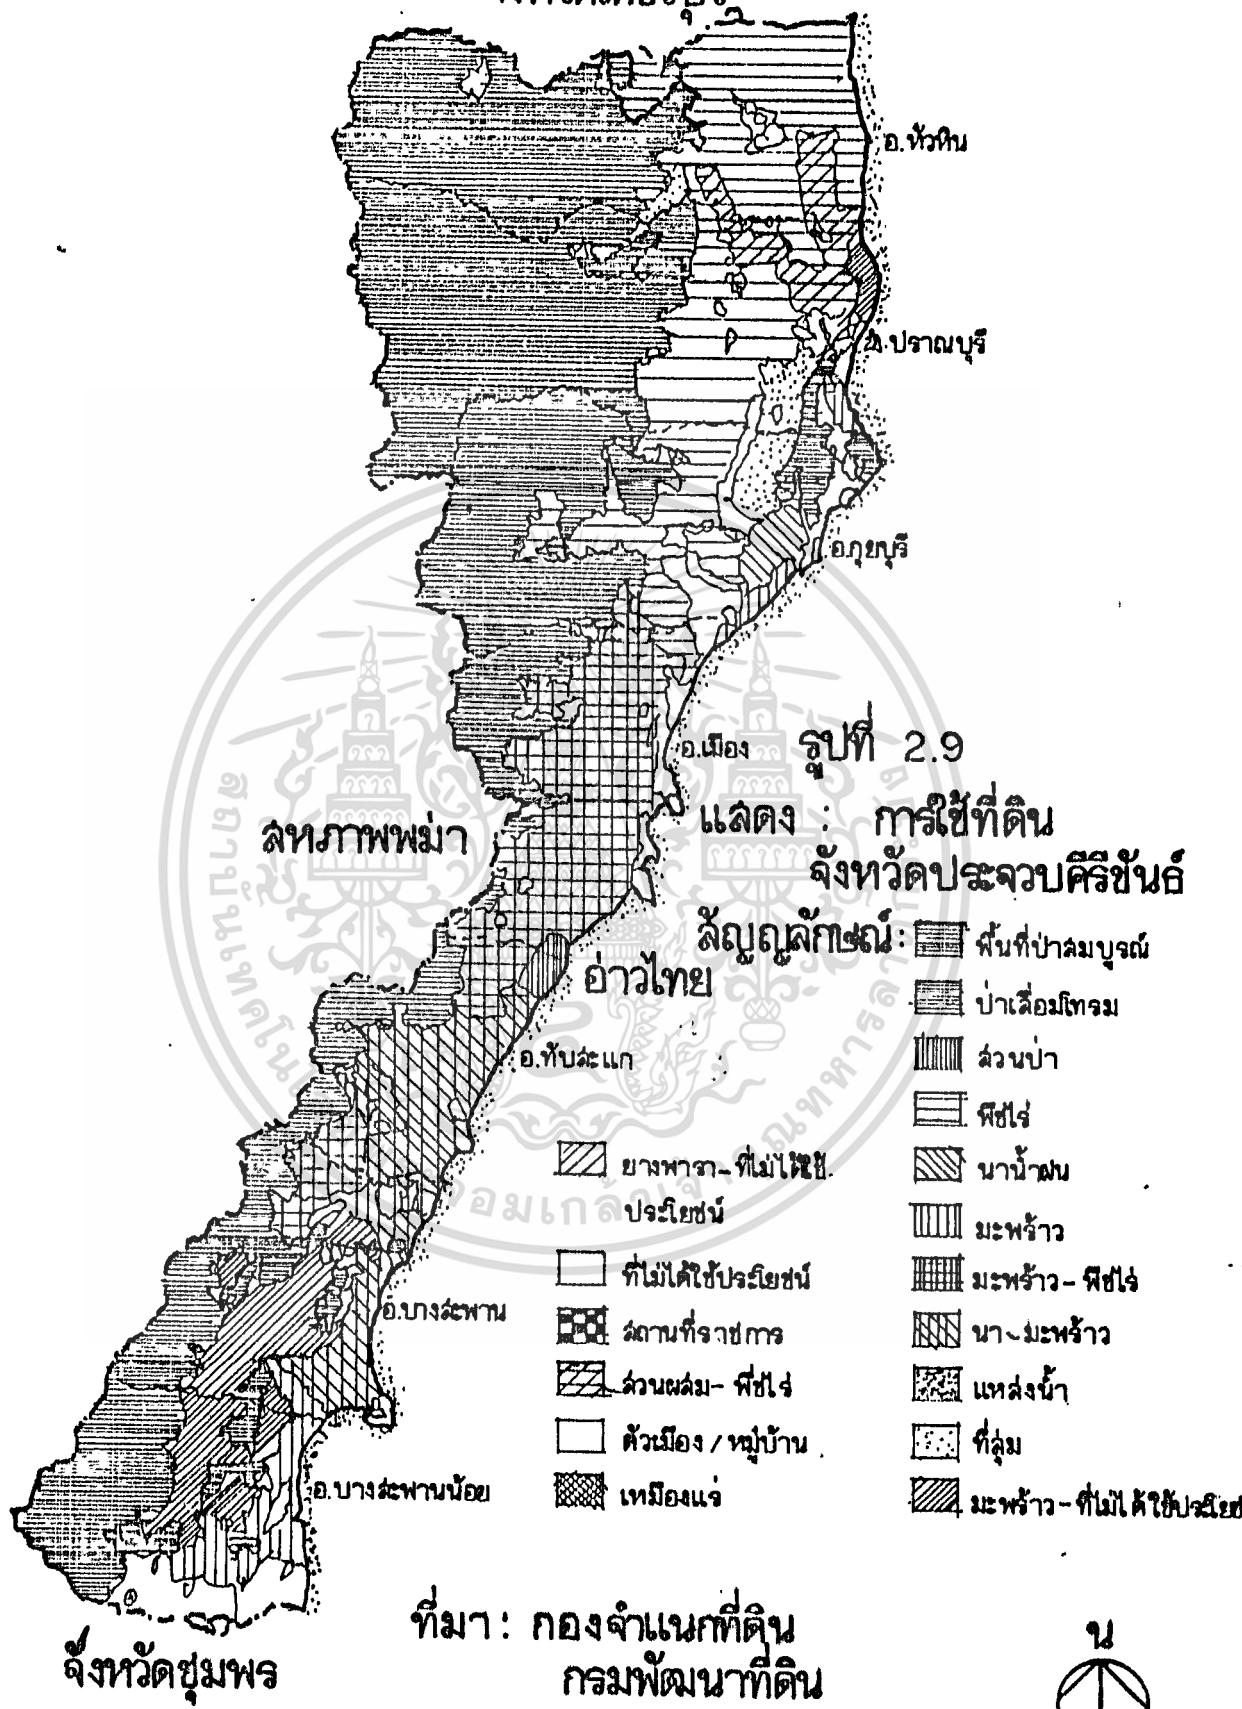 อ.หัวหิน
อ.ปราณบุรี
อ.กุยบุรี
อ.เมือง
รูปที่ 2.9
แสดง : การใช้ที่ดิน
จังหวัดประจวบคีรีขันธ์
สหภาพพม่า
สัญญลักษณ์:
พื้นที่ป่าสมบูรณ์
อ่าวไทย
ป่าเสื่อมโทรม
อ.ทับสะแก
สวนป่า
พืชไร่
ยางพารา-ที่ไม่ได้ใช้
ประโยชน์
นาน้ำฝน
มะพร้าว
ที่ไม่ได้ใช้ประโยชน์
มะพร้าว-พืชไร่
อ.บางสะพาน
สถานที่ราชการ
นา-มะพร้าว
สวนผสม-พืชไร่
แหล่งน้ำ
ตัวเมือง/หมู่บ้าน
ที่ลุ่ม
อ.บางสะพานน้อย
เหมืองแร่
มะพร้าว-ที่ไม่ได้ใช้ประโยช
ที่มา: กองจำแนกที่ดิน
กรมพัฒนาที่ดิน
จังหวัดชุมพร
น